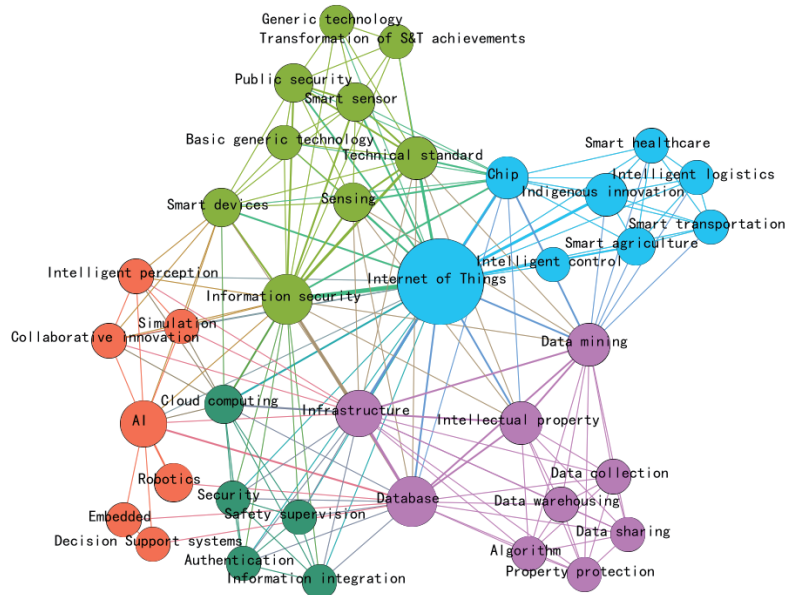 Generic technology
Transformation of S&T achievements
Public security
Smart sensor
Basic generic technology
Technical standard
Smart healthcare
Chip
Intelligent logistics
Indigenous innovation
Smart devices
Sensing
Smart transportation
Smart agriculture
Intelligent control
Intelligent perception
Internet of Things
Information security
Simulation
Collaborative innovation
Data mining
Cloud computing
Infrastructure
Intellectual property
AI
Data collection
Robotics
Security
Database
Data warehousing
Embedded
Safety supervision
Data sharing
Decision Support systems
Algorithm
Authentication
Property protection
Information integration